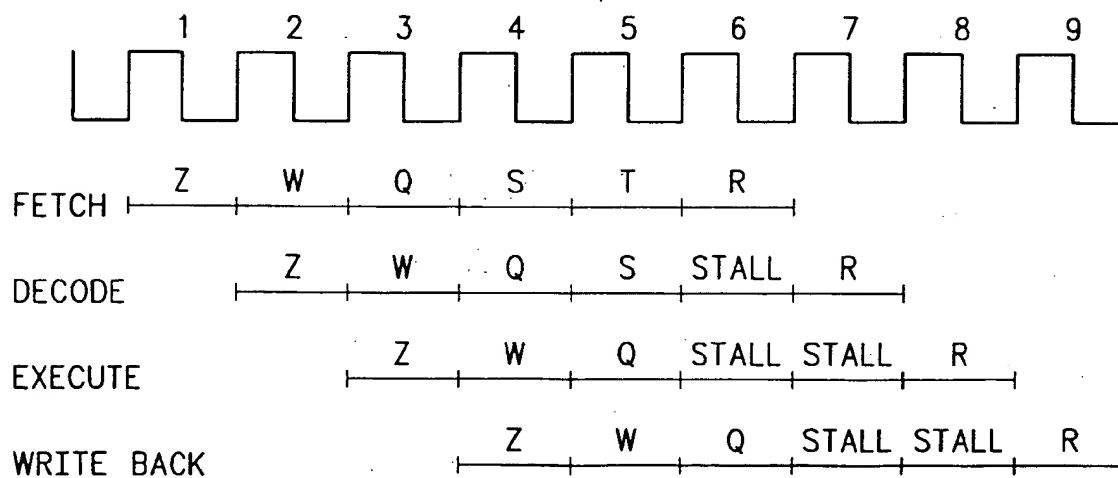 1 2 3 4 5 6 7 8 9
FETCH Z W Q S T R
DECODE Z W Q S STALL R
EXECUTE Z W Q STALL STALL R
WRITE BACK Z W Q STALL STALL R